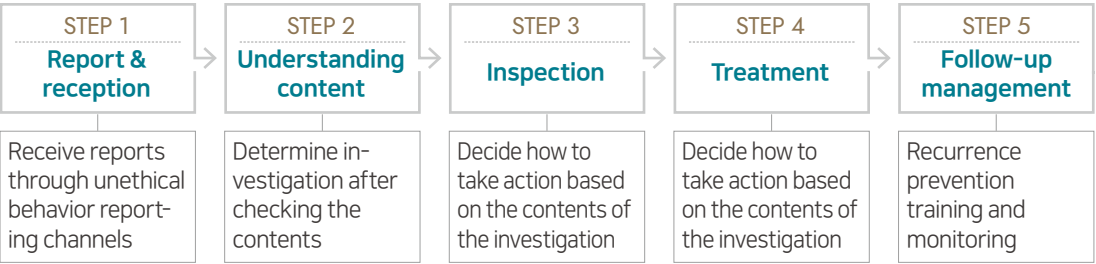 STEP 1
Report &
reception
STEP 2
Understanding
content
STEP 3
Inspection
STEP 4
Treatment
STEP 5
Follow-up
management
Receive reports
through unethical
behavior report-
ing channels
Determine in-
vestigation after
checking the
contents
Decide how to
take action based
on the contents of
the investigation
Decide how to
take action based
on the contents of
the investigation
Recurrence
prevention
training and
monitoring